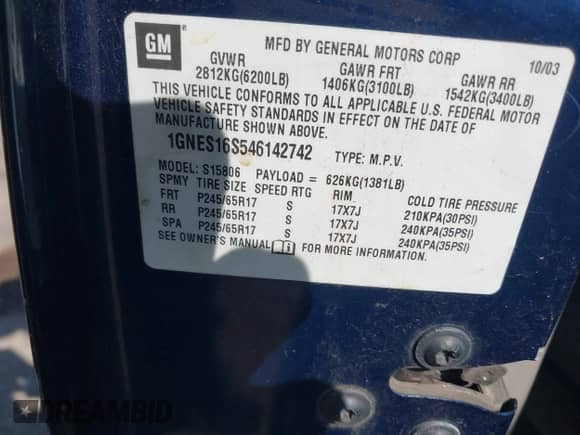 GM
MFD BY GENERAL MOTORS CORP 10/03
GVWR GAWR FRT GAWR RR
2812KG(6200LB) 1406KG(3100LB) 1542KG(3400LB)
THIS VEHICLE CONFORMS TO ALL APPLICABLE U.S. FEDERAL MOTOR
VEHICLE SAFETY STANDARDS IN EFFECT ON THE DATE OF
MANUFACTURE SHOWN ABOVE.
1GNES16S546142742 TYPE: M.P.V.
MODEL: S15806 PAYLOAD = 626KG(1381LB)
SPMY TIRE SIZE SPEED RTG RIM COLD TIRE PRESSURE
FRT P245/65R17 S 17X7J 210KPA(30PSI)
RR P245/65R17 S 17X7J 240KPA(35PSI)
SPA P245/65R17 S 17X7J 240KPA(35PSI)
SEE OWNER'S MANUAL FOR MORE INFORMATION.
DREAMBID